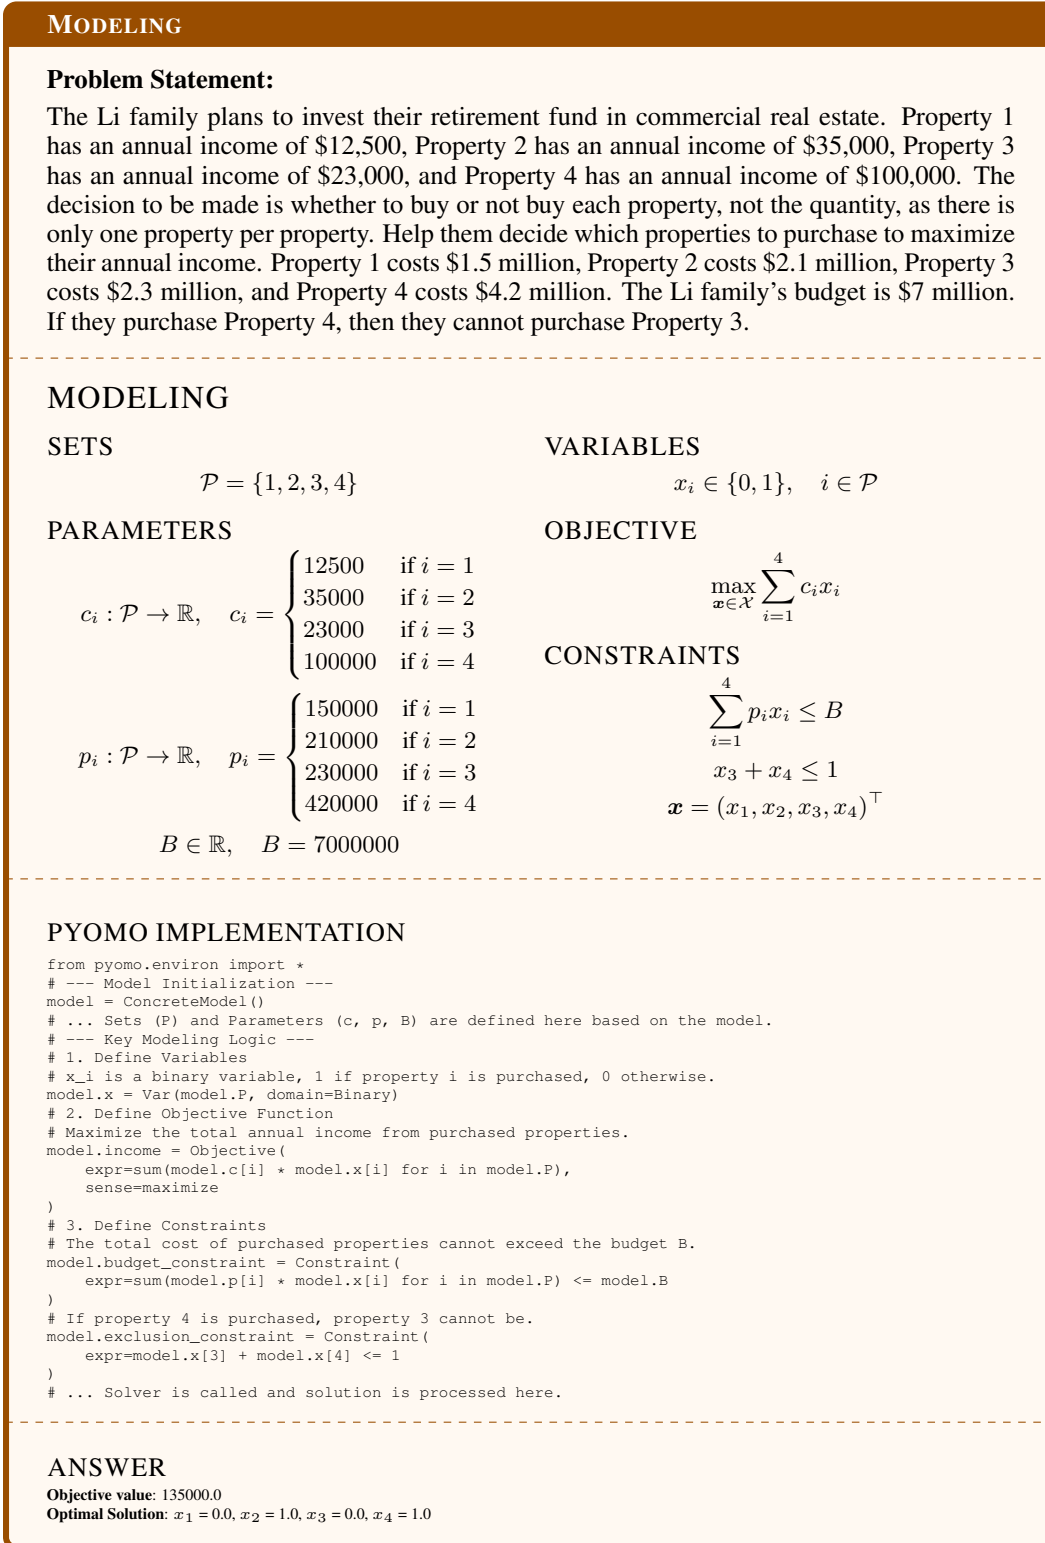 MODELING
Problem Statement:
The Li family plans to invest their retirement fund in commercial real estate. Property 1
has an annual income of $12,500, Property 2 has an annual income of $35,000, Property 3
has an annual income of $23,000, and Property 4 has an annual income of $100,000. The
decision to be made is whether to buy or not buy each property, not the quantity, as there is
only one property per property. Help them decide which properties to purchase to maximize
their annual income. Property 1 costs $1.5 million, Property 2 costs $2.1 million, Property 3
costs $2.3 million, and Property 4 costs $4.2 million. The Li family's budget is $7 million.
If they purchase Property 4, then they cannot purchase Property 3.
MODELING
SETS
𝒫 = {1, 2, 3, 4}
PARAMETERS
c_i : 𝒫 → ℝ, c_i = {
12500 if i = 1
35000 if i = 2
23000 if i = 3
100000 if i = 4
p_i : 𝒫 → ℝ, p_i = {
150000 if i = 1
210000 if i = 2
230000 if i = 3
420000 if i = 4
B ∈ ℝ, B = 7000000
VARIABLES
x_i ∈ {0, 1}, i ∈ 𝒫
OBJECTIVE
max_{x∈𝒳} ∑_{i=1}^{4} c_i x_i
CONSTRAINTS
∑_{i=1}^{4} p_i x_i ≤ B
x_3 + x_4 ≤ 1
x = (x_1, x_2, x_3, x_4)^⊤
PYOMO IMPLEMENTATION
from pyomo.environ import *
# --- Model Initialization ---
model = ConcreteModel()
# ... Sets (P) and Parameters (c, p, B) are defined here based on the model.
# --- Key Modeling Logic ---
# 1. Define Variables
# x_i is a binary variable, 1 if property i is purchased, 0 otherwise.
model.x = Var(model.P, domain=Binary)
# 2. Define Objective Function
# Maximize the total annual income from purchased properties.
model.income = Objective(
    expr=sum(model.c[i] * model.x[i] for i in model.P),
    sense=maximize
)
# 3. Define Constraints
# The total cost of purchased properties cannot exceed the budget B.
model.budget_constraint = Constraint(
    expr=sum(model.p[i] * model.x[i] for i in model.P) <= model.B
)
# If property 4 is purchased, property 3 cannot be.
model.exclusion_constraint = Constraint(
    expr=model.x[3] + model.x[4] <= 1
)
# ... Solver is called and solution is processed here.
ANSWER
Objective value: 135000.0
Optimal Solution: x_1 = 0.0, x_2 = 1.0, x_3 = 0.0, x_4 = 1.0